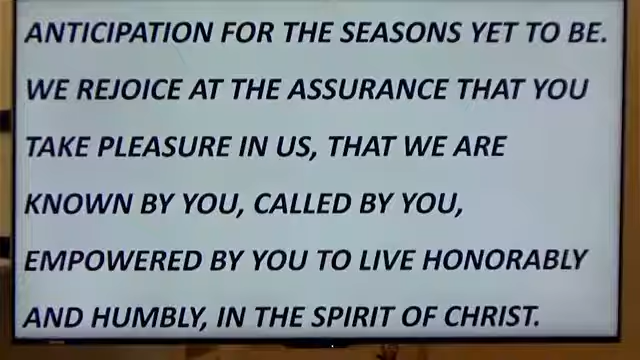 ANTICIPATION FOR THE SEASONS YET TO BE.
WE REJOICE AT THE ASSURANCE THAT YOU
TAKE PLEASURE IN US, THAT WE ARE
KNOWN BY YOU, CALLED BY YOU,
EMPOWERED BY YOU TO LIVE HONORABLY
AND HUMBLY, IN THE SPIRIT OF CHRIST.